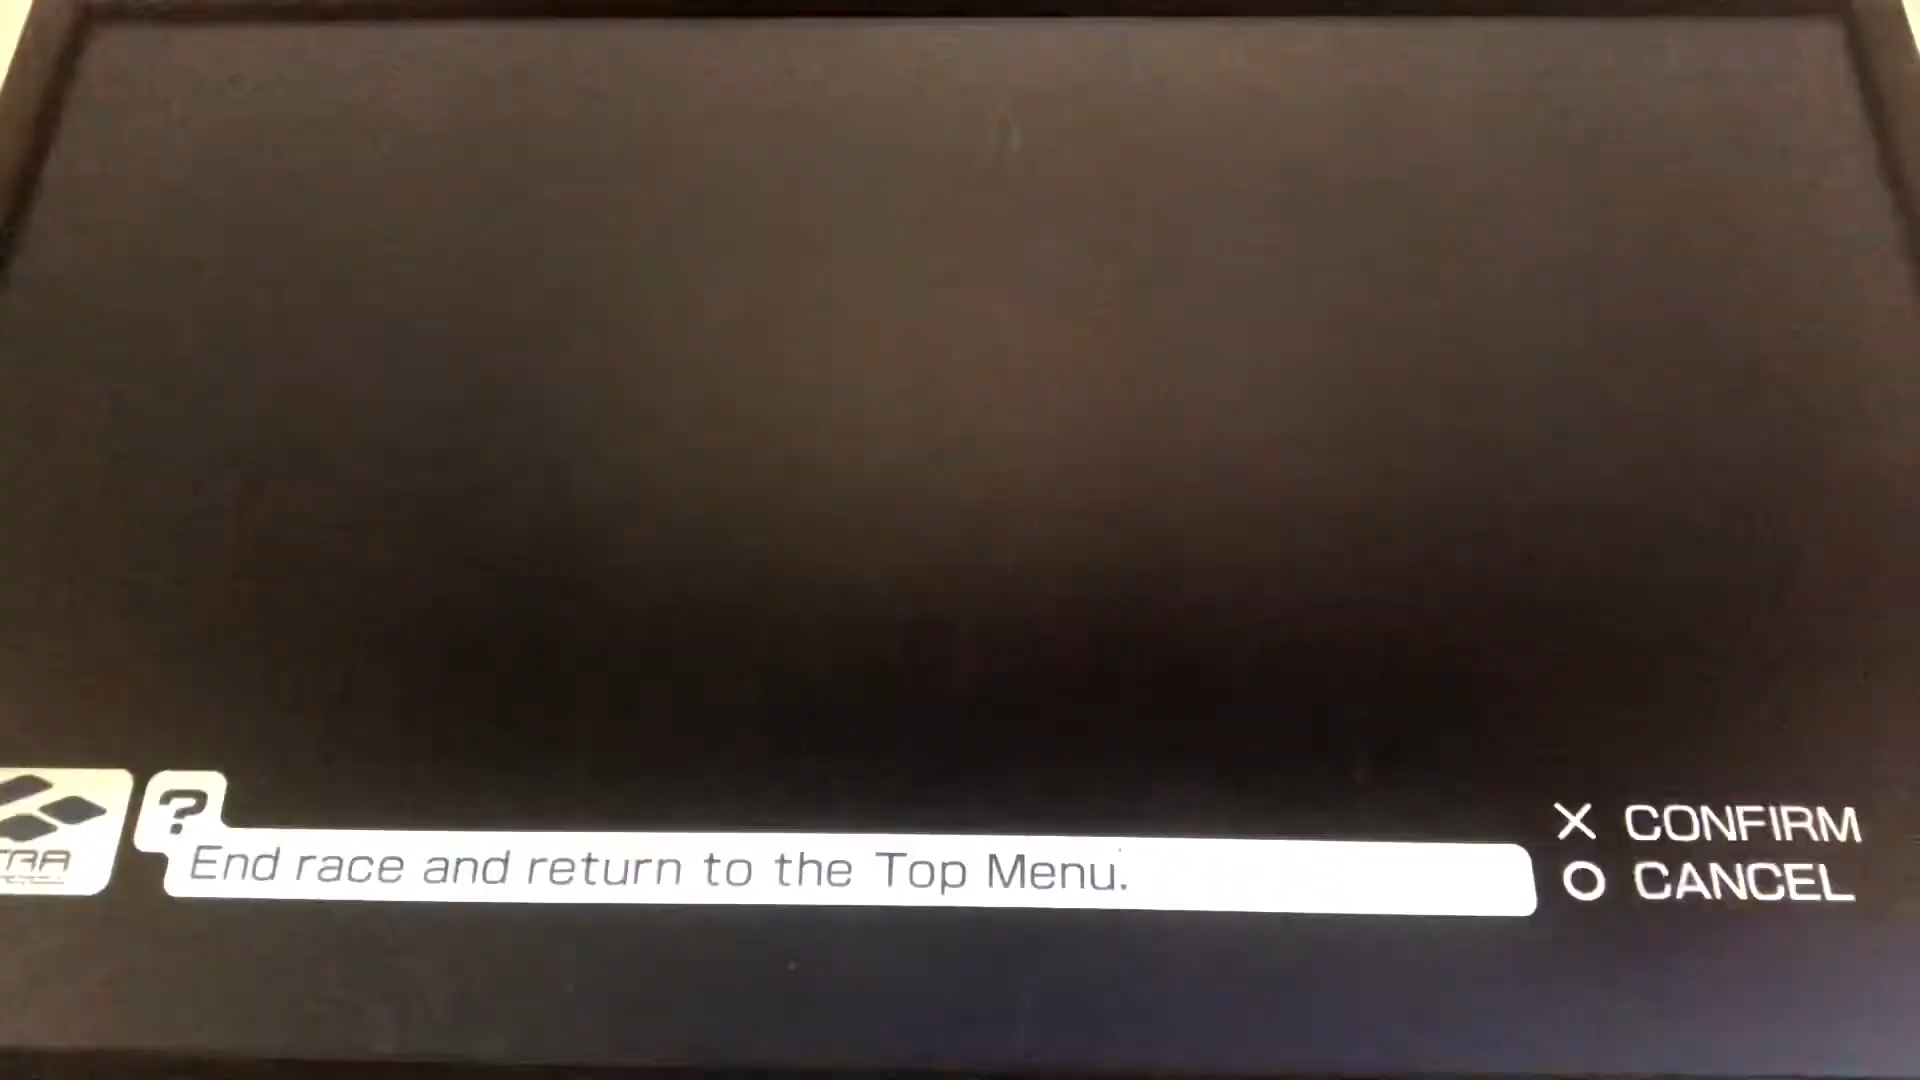 ?
End race and return to the Top Menu.
X CONFIRM
O CANCEL